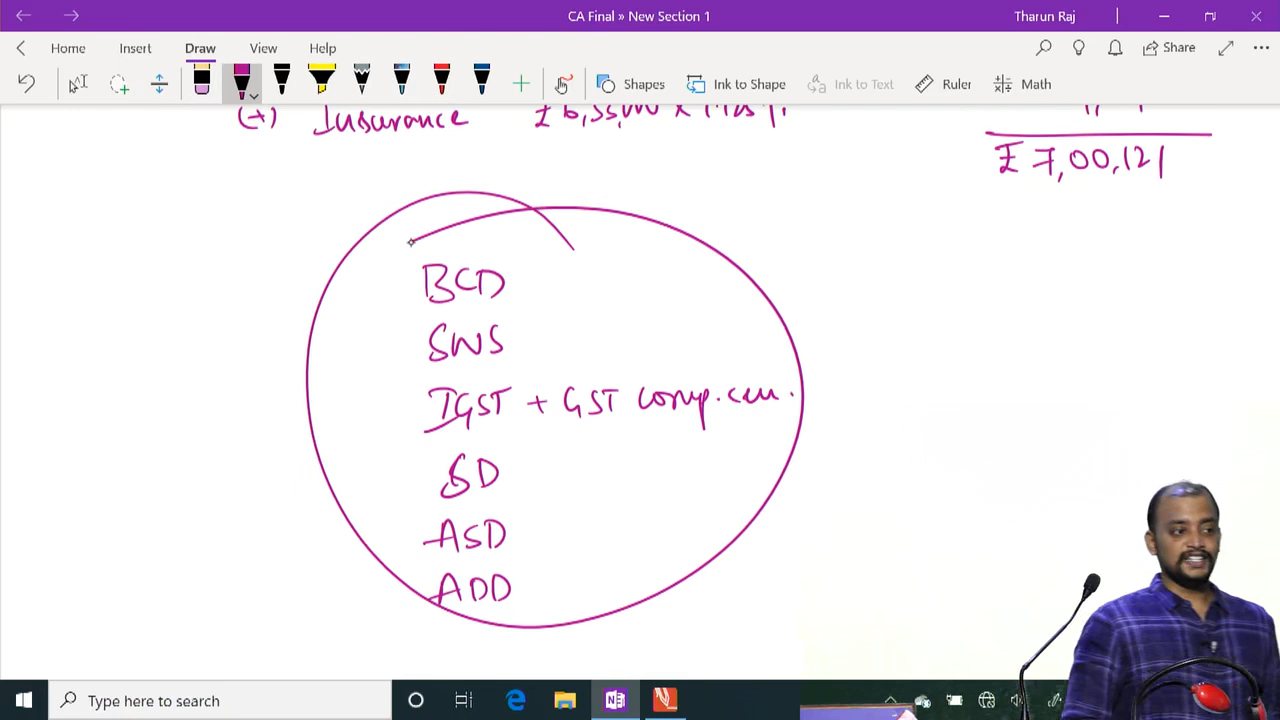 CA Final » New Section 1
Tharun Raj
Home Insert Draw View Help
Share
Shapes
Ink to Shape
Ink to Text
Ruler
Math
(+) Insurance
₹ 7,00,121
BCD
SWS
IGST + GST comp.
SD
ASD
ADD
Type here to search